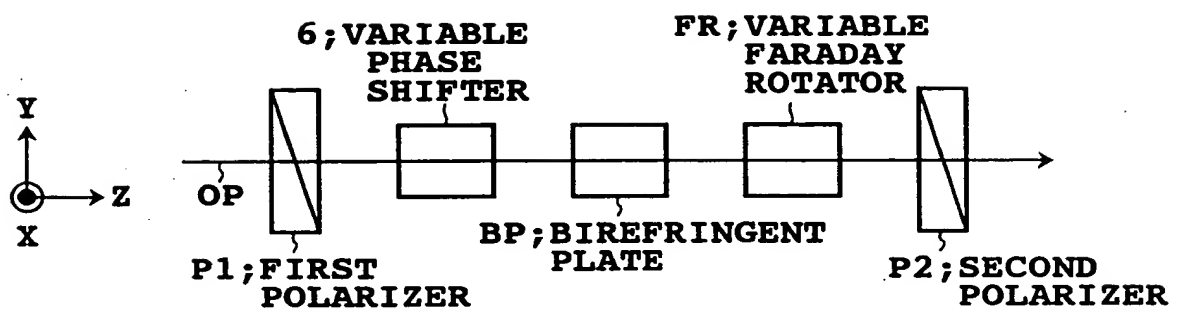 6;VARIABLE
PHASE
SHIFTER
FR;VARIABLE
FARADAY
ROTATOR
Y
Z
X
OP
BP;BIREFRINGENT
PLATE
P1;FIRST
POLARIZER
P2;SECOND
POLARIZER